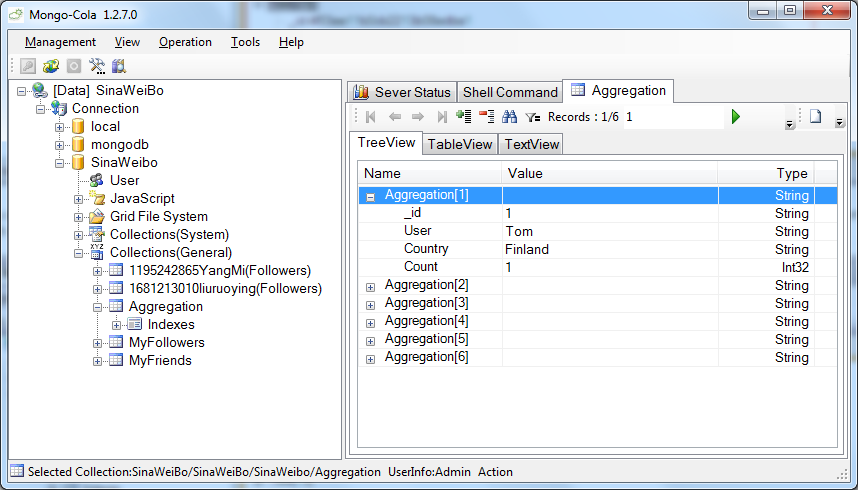 Mongo-Cola 1.2.7.0
Management View Operation Tools Help
[Data] SinaWeiBo
Connection
local
mongodb
SinaWeibo
User
JavaScript
Grid File System
Collections(System)
XYZ
Collections(General)
1195242865YangMi(Followers)
1681213010liuruoying(Followers)
Aggregation
Indexes
MyFollowers
MyFriends
Sever Status Shell Command Aggregation
Records : 1/6 1
TreeView TableView TextView
Name Value Type
Aggregation[1] String
_id 1 String
User Tom String
Country Finland String
Count 1 Int32
Aggregation[2] String
Aggregation[3] String
Aggregation[4] String
Aggregation[5] String
Aggregation[6] String
Selected Collection:SinaWeiBo/SinaWeiBo/SinaWeibo/Aggregation UserInfo:Admin Action